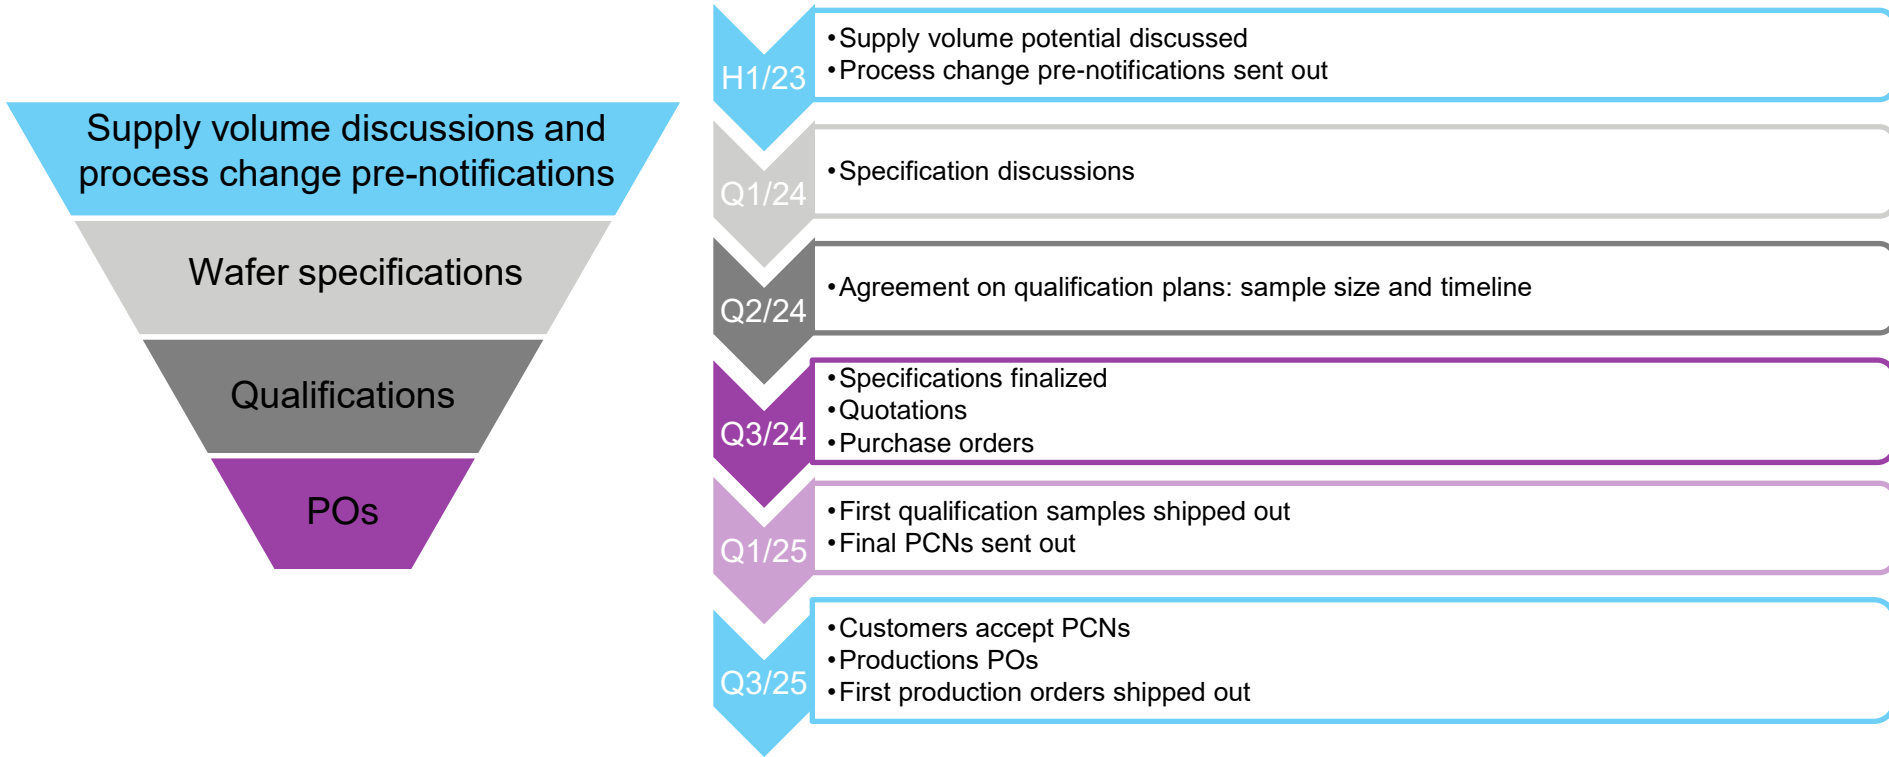 Supply volume discussions and
process change pre-notifications
Wafer specifications
Qualifications
POs
H1/23
•Supply volume potential discussed
•Process change pre-notifications sent out
Q1/24
•Specification discussions
Q2/24
•Agreement on qualification plans: sample size and timeline
Q3/24
•Specifications finalized
•Quotations
•Purchase orders
Q1/25
•First qualification samples shipped out
•Final PCNs sent out
Q3/25
•Customers accept PCNs
•Productions POs
•First production orders shipped out